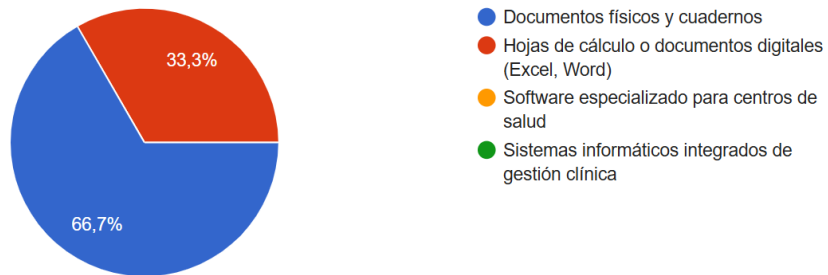 33,3%
66,7%
Documentos físicos y cuadernos
Hojas de cálculo o documentos digitales
(Excel, Word)
Software especializado para centros de
salud
Sistemas informáticos integrados de
gestión clínica